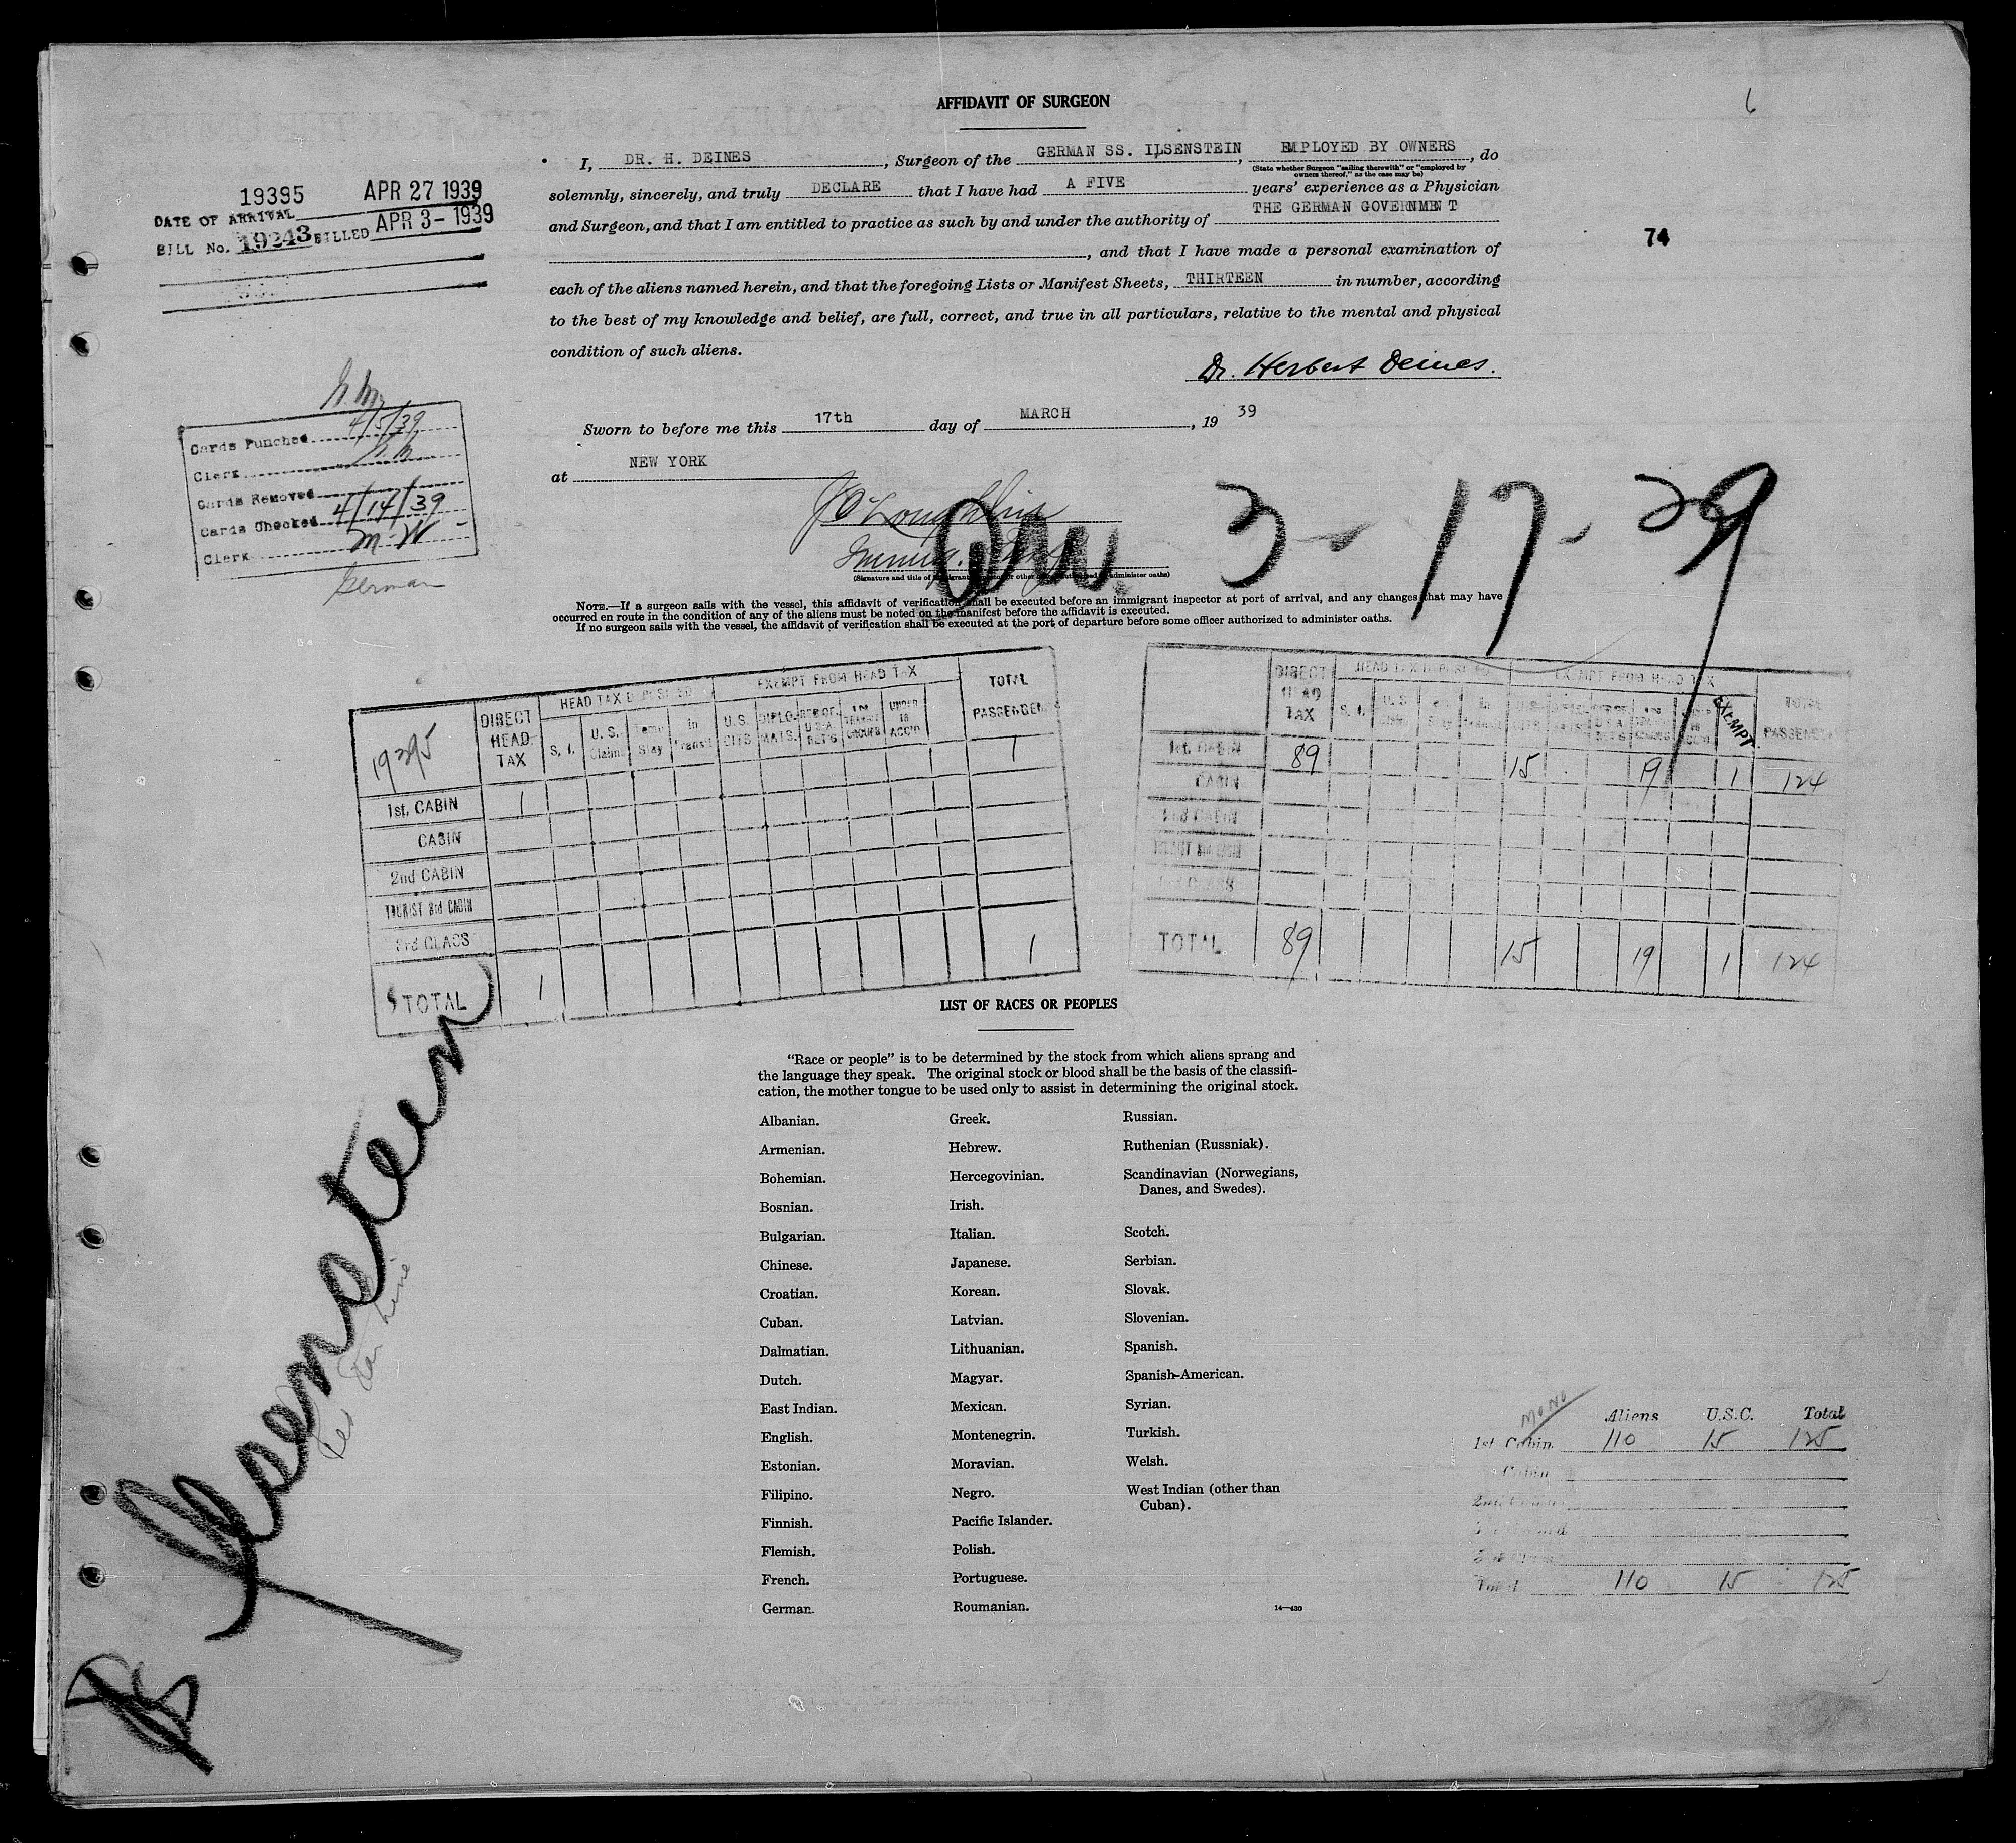 AFFIDAVIT OF SURGEON
6
I, DR. H. DEINES, Surgeon of the GERMAN SS. ILSENSTEIN, EMPLOYED BY OWNERS, do
(State whether Surgeon "sailing therewith" or "employed by owners thereof," as the case may be)
solemnly, sincerely, and truly DECLARE that I have had A FIVE years' experience as a Physician
and Surgeon, and that I am entitled to practice as such by and under the authority of THE GERMAN GOVERNMENT
, and that I have made a personal examination of
each of the aliens named herein, and that the foregoing Lists or Manifest Sheets, THIRTEEN in number, according
to the best of my knowledge and belief, are full, correct, and true in all particulars, relative to the mental and physical
condition of such aliens.
Dr. Herbert Deines.
Sworn to before me this 17th day of MARCH, 19 39
at NEW YORK
19395 APR 27 1939
DATE OF ARRIVAL
BILL No. 19243 BILLED APR 3 - 1939
74
Cards Punched 4/5/39
Clerk
Cards Removed
Cards Checked 4/14/39
Clerk M-W
German
J O'Loughlin
3-17-39
NOTE.—If a surgeon sails with the vessel, this affidavit of verification shall be executed before an immigrant inspector at port of arrival, and any changes that may have
occurred en route in the condition of any of the aliens must be noted on the manifest before the affidavit is executed.
If no surgeon sails with the vessel, the affidavit of verification shall be executed at the port of departure before some officer authorized to administer oaths.
19395
DIRECT HEAD TAX
EXEMPT FROM HEAD TAX
TOTAL PASSENGERS
S. I.
U. S. Claims
Temp Stay
In Transit
U.S. CITS.
DIPLO-MATS.
UNDER 16 ACC'D
1
1st. CABIN 1
CABIN
2nd CABIN
TOURIST 3rd CABIN
3rd CLASS
1
TOTAL 1
DIRECT HEAD TAX
EXEMPT FROM HEAD TAX
EXEMPT
1st. CABIN 89 15 19 1 124
CABIN
2nd CABIN
TOURIST 3rd CABIN
TOTAL 89 15 19 1 124
LIST OF RACES OR PEOPLES
"Race or people" is to be determined by the stock from which aliens sprang and
the language they speak. The original stock or blood shall be the basis of the classifi-
cation, the mother tongue to be used only to assist in determining the original stock.
Albanian.
Armenian.
Bohemian.
Bosnian.
Bulgarian.
Chinese.
Croatian.
Cuban.
Dalmatian.
Dutch.
East Indian.
English.
Estonian.
Filipino.
Finnish.
Flemish.
French.
German.
Greek.
Hebrew.
Hercegovinian.
Irish.
Italian.
Japanese.
Korean.
Latvian.
Lithuanian.
Magyar.
Mexican.
Montenegrin.
Moravian.
Negro.
Pacific Islander.
Polish.
Portuguese.
Roumanian.
Russian.
Ruthenian (Russniak).
Scandinavian (Norwegians,
Danes, and Swedes).
Scotch.
Serbian.
Slovak.
Slovenian.
Spanish.
Spanish-American.
Syrian.
Turkish.
Welsh.
West Indian (other than
Cuban).
14—430
Ilsenstein
MONO
Aliens U.S.C. Total
1st Cabin 110 15 125
Cabin
Total 110 15 125